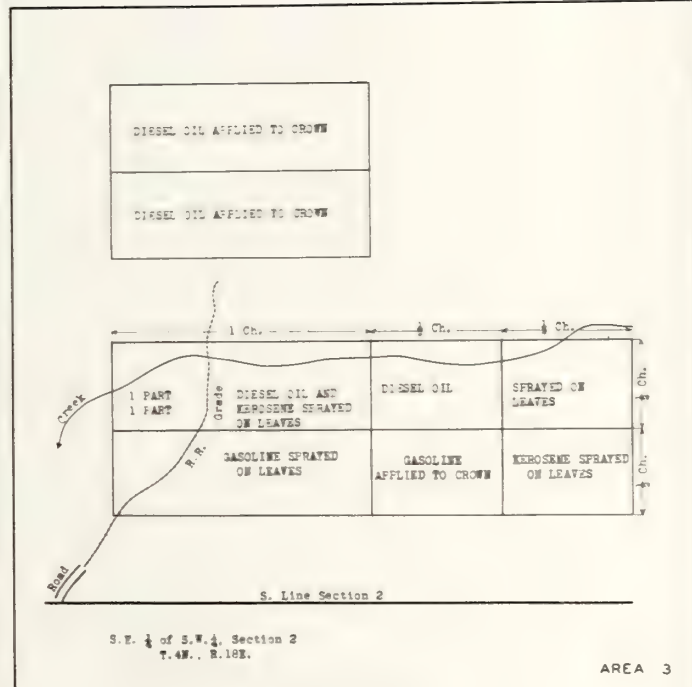 DIESEL OIL APPLIED TO CROWN
DIESEL OIL APPLIED TO CROWN
1 Ch.
½ Ch.
½ Ch.
1 PART
1 PART
DIESEL OIL AND
KEROSENE SPRAYED
ON LEAVES
DIESEL OIL
SPRAYED ON
LEAVES
½ Ch.
Creek
Grade
R.R.
GASOLINE SPRAYED
ON LEAVES
GASOLINE
APPLIED TO CROWN
KEROSENE SPRAYED
ON LEAVES
½ Ch.
Road
S. Line Section 2
of S.W.¼, Section 2
T.4N., R.18E.
AREA 3